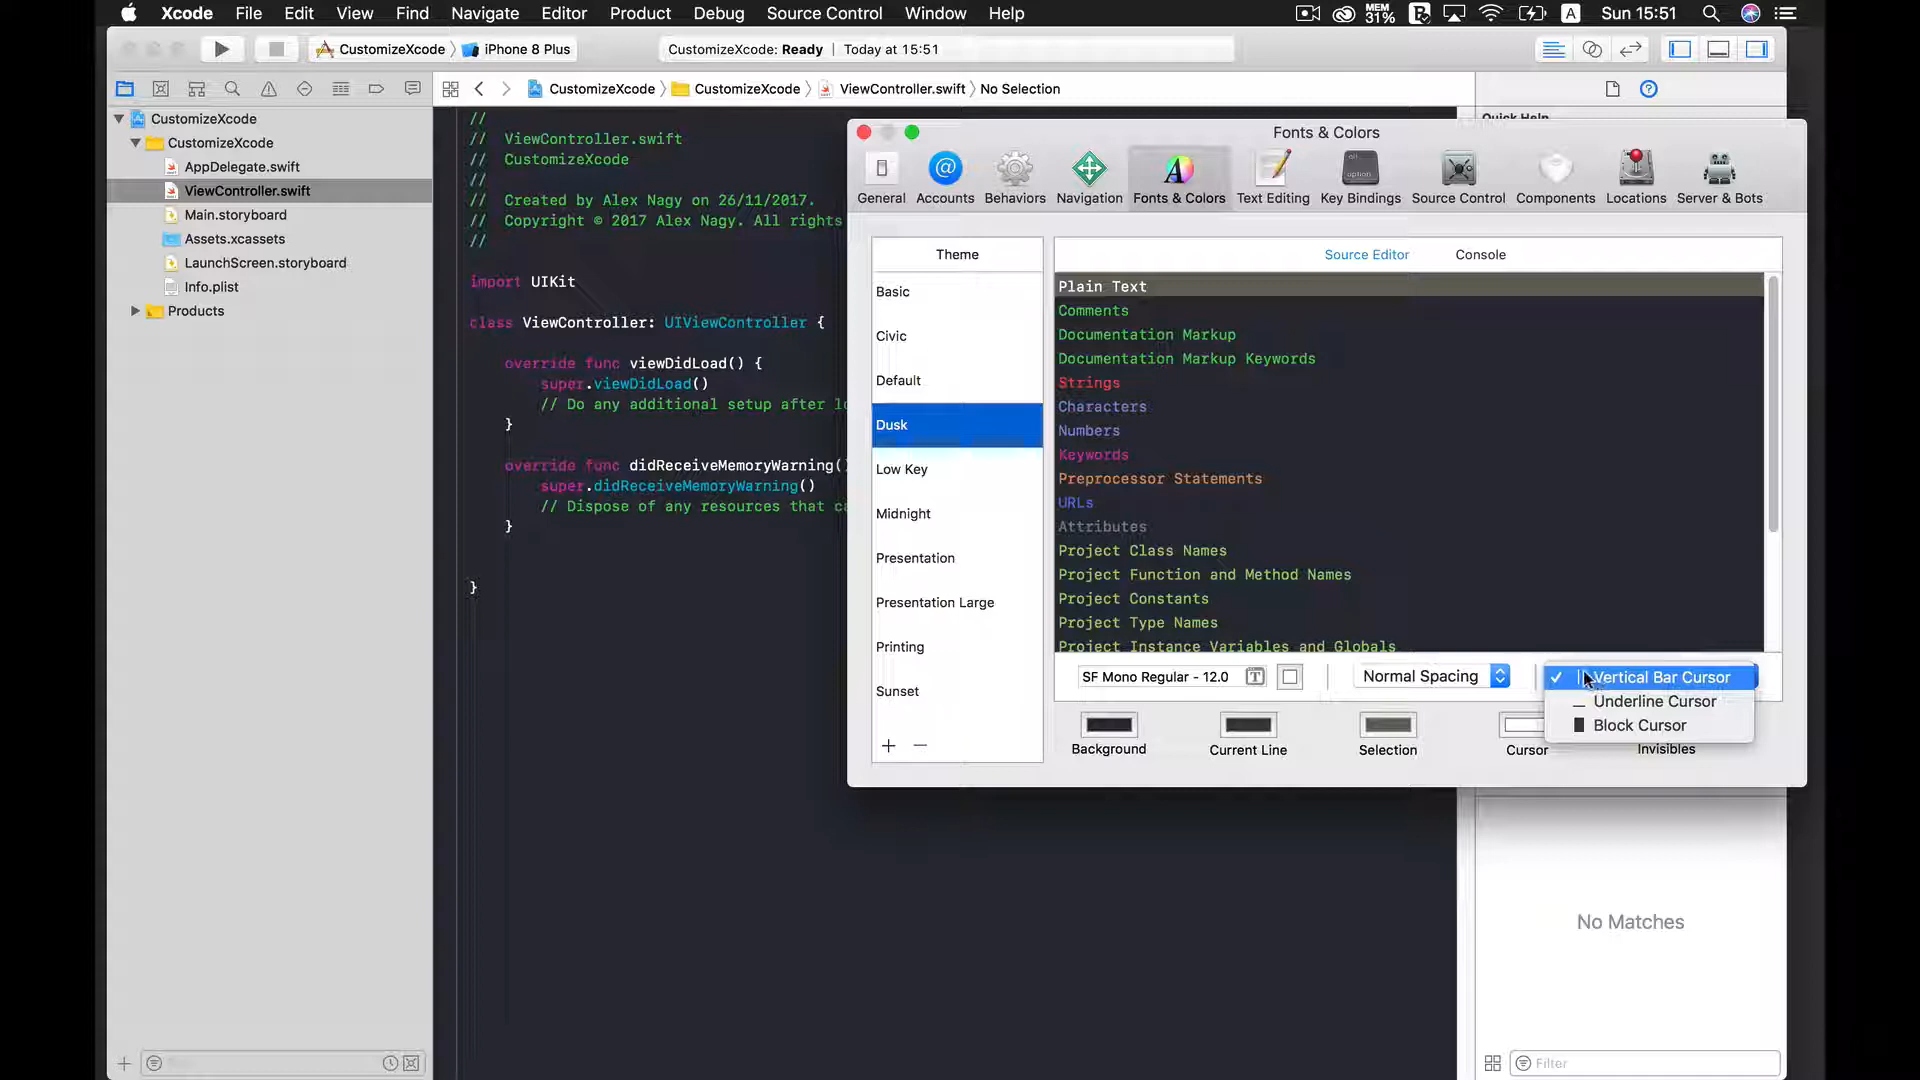 Xcode File Edit View Find Navigate Editor Product Debug Source Control Window Help MEM 31% A Sun 15:51
CustomizeXcode iPhone 8 Plus CustomizeXcode: Ready | Today at 15:51
CustomizeXcode CustomizeXcode ViewController.swift No Selection
CustomizeXcode
CustomizeXcode
AppDelegate.swift
ViewController.swift
Main.storyboard
Assets.xcassets
LaunchScreen.storyboard
Info.plist
Products
//
// ViewController.swift
// CustomizeXcode
//
// Created by Alex Nagy on 26/11/2017.
// Copyright © 2017 Alex Nagy. All rights
//
import UIKit
class ViewController: UIViewController {
override func viewDidLoad() {
super.viewDidLoad()
// Do any additional setup after lo
}
override func didReceiveMemoryWarning()
super.didReceiveMemoryWarning()
// Dispose of any resources that ca
}
}
Quick Help
Fonts & Colors
General Accounts Behaviors Navigation Fonts & Colors Text Editing Key Bindings Source Control Components Locations Server & Bots
Theme
Basic
Civic
Default
Dusk
Low Key
Midnight
Presentation
Presentation Large
Printing
Sunset
Source Editor Console
Plain Text
Comments
Documentation Markup
Documentation Markup Keywords
Strings
Characters
Numbers
Keywords
Preprocessor Statements
URLs
Attributes
Project Class Names
Project Function and Method Names
Project Constants
Project Type Names
Project Instance Variables and Globals
SF Mono Regular - 12.0 T Normal Spacing
Vertical Bar Cursor
Underline Cursor
Block Cursor
Background Current Line Selection Cursor Invisibles
No Matches
Filter